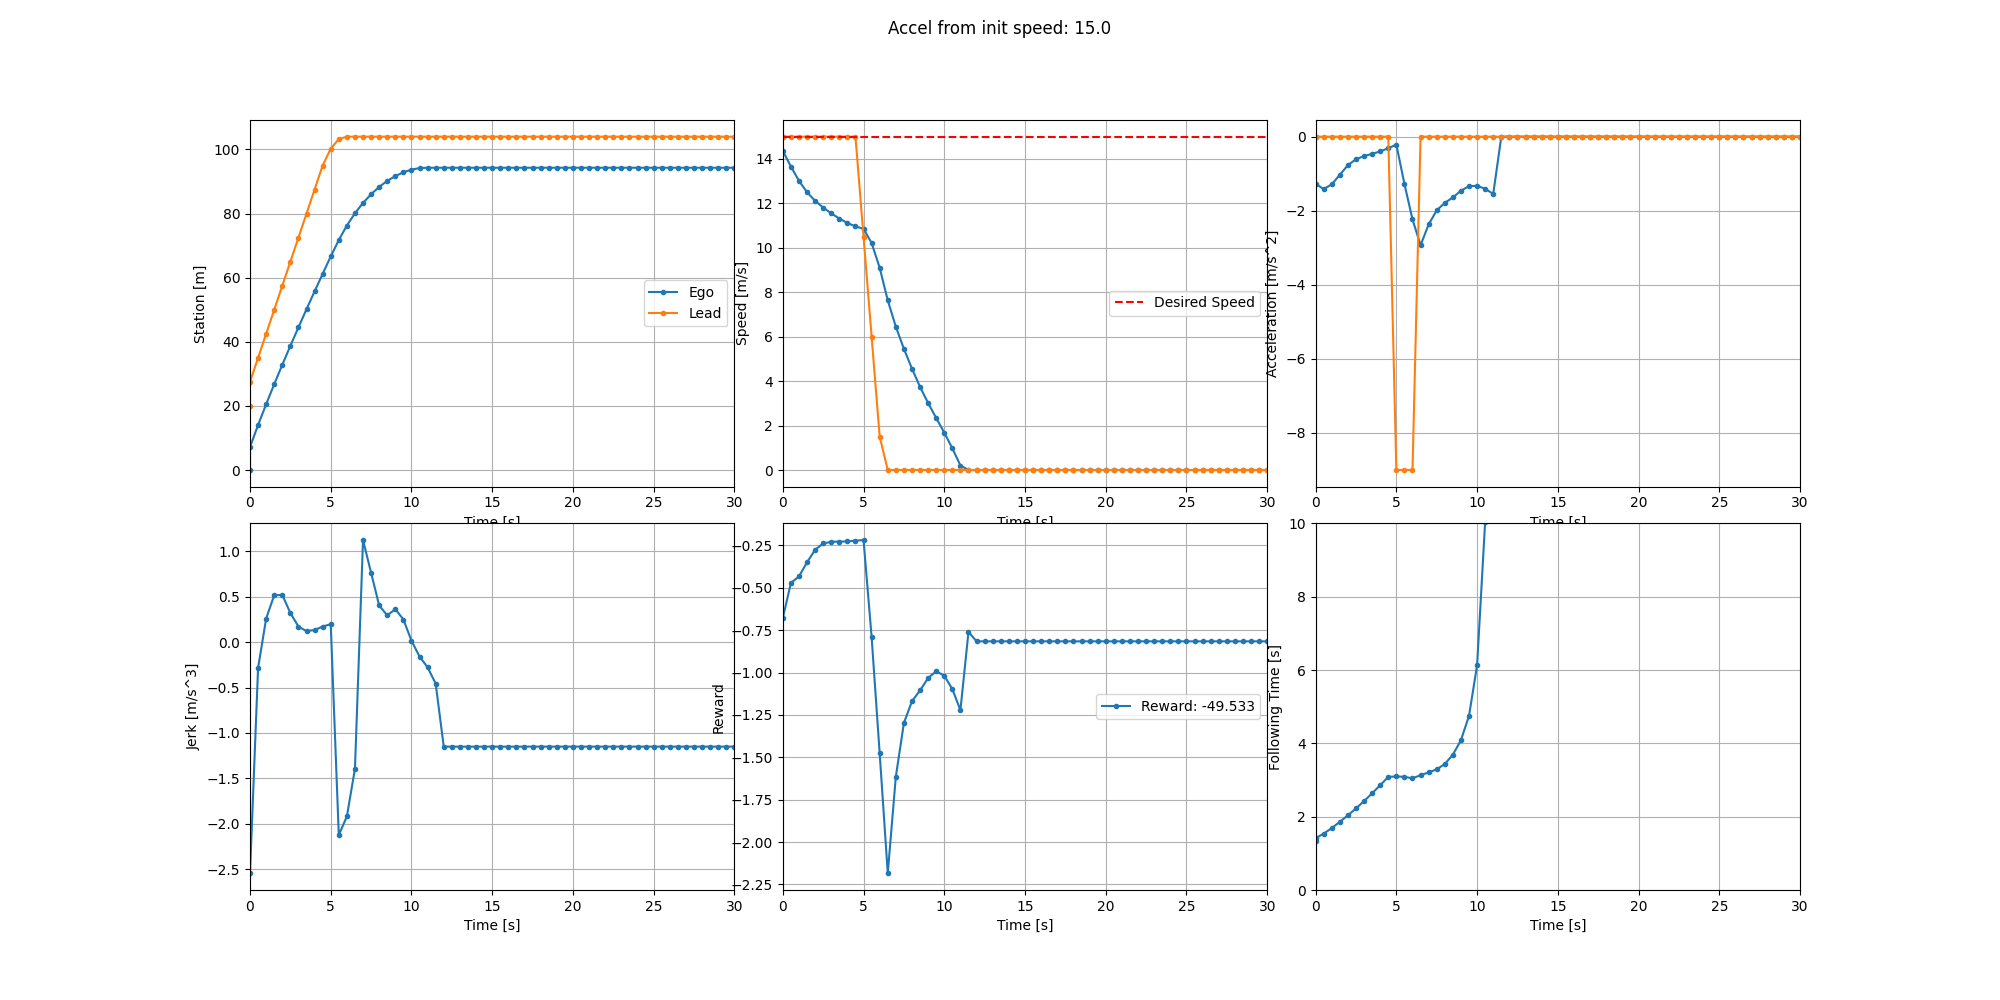 Accel from init speed: 15.0
Station [m]
100
80
60
40
20
0
0 5 10 15 20 25 30
Time [s]
Ego
Lead
Speed [m/s]
14
12
10
8
6
4
2
0
0 5 10 15 20 25 30
Time [s]
Desired Speed
Acceleration [m/s^2]
0
−2
−4
−6
−8
0 5 10 15 20 25 30
Time [s]
Jerk [m/s^3]
1.0
0.5
0.0
−0.5
−1.0
−1.5
−2.0
−2.5
0 5 10 15 20 25 30
Time [s]
Reward
−0.25
−0.50
−0.75
−1.00
−1.25
−1.50
−1.75
−2.00
−2.25
0 5 10 15 20 25 30
Time [s]
Reward: -49.533
Following Time [s]
10
8
6
4
2
0
0 5 10 15 20 25 30
Time [s]